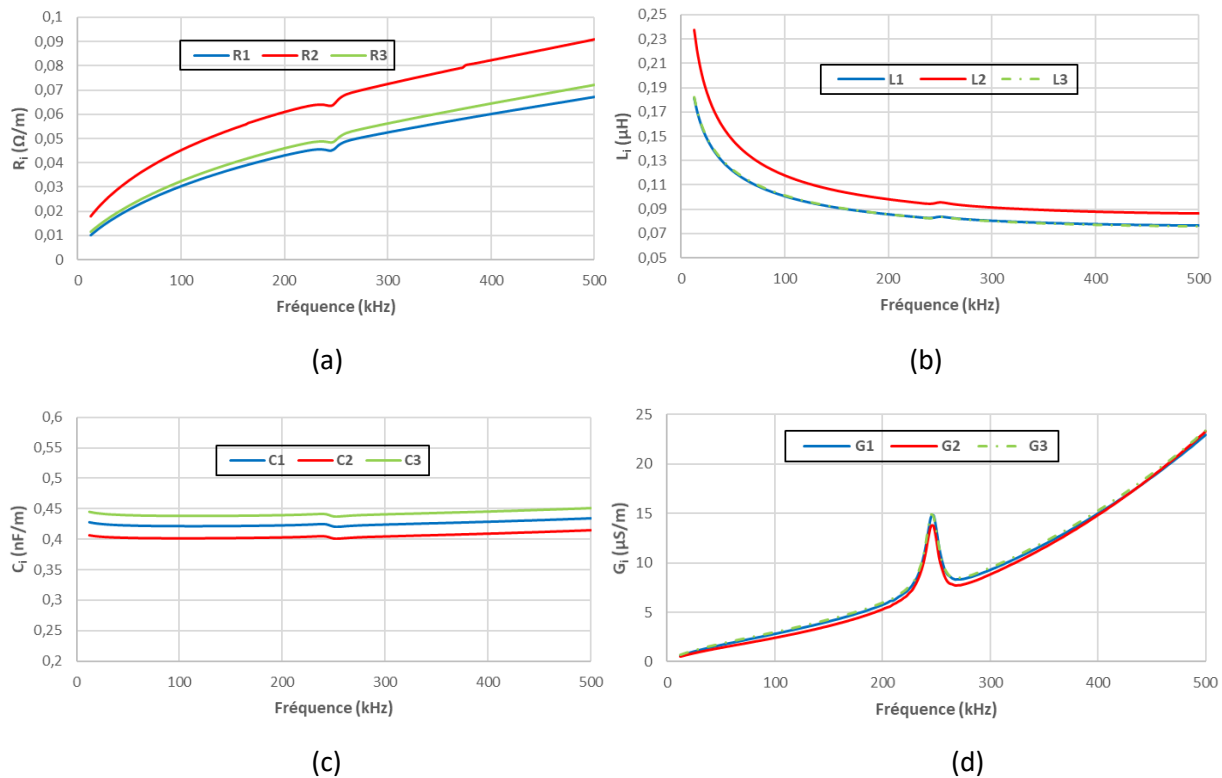 0,1
0,09
0,08
0,07
0,06
0,05
0,04
0,03
0,02
0,01
0
R1 R2 R3
Ri (Ω/m)
0 100 200 300 400 500
Fréquence (kHz)
(a)
0,25
0,23
0,21
0,19
0,17
0,15
0,13
0,11
0,09
0,07
0,05
L1 L2 L3
Li (µH)
0 100 200 300 400 500
Fréquence (kHz)
(b)
0,6
0,55
0,5
0,45
0,4
0,35
0,3
0,25
0,2
C1 C2 C3
Ci (nF/m)
0 100 200 300 400 500
Fréquence (kHz)
(c)
25
20
15
10
5
0
G1 G2 G3
Gi (µS/m)
0 100 200 300 400 500
Fréquence (kHz)
(d)